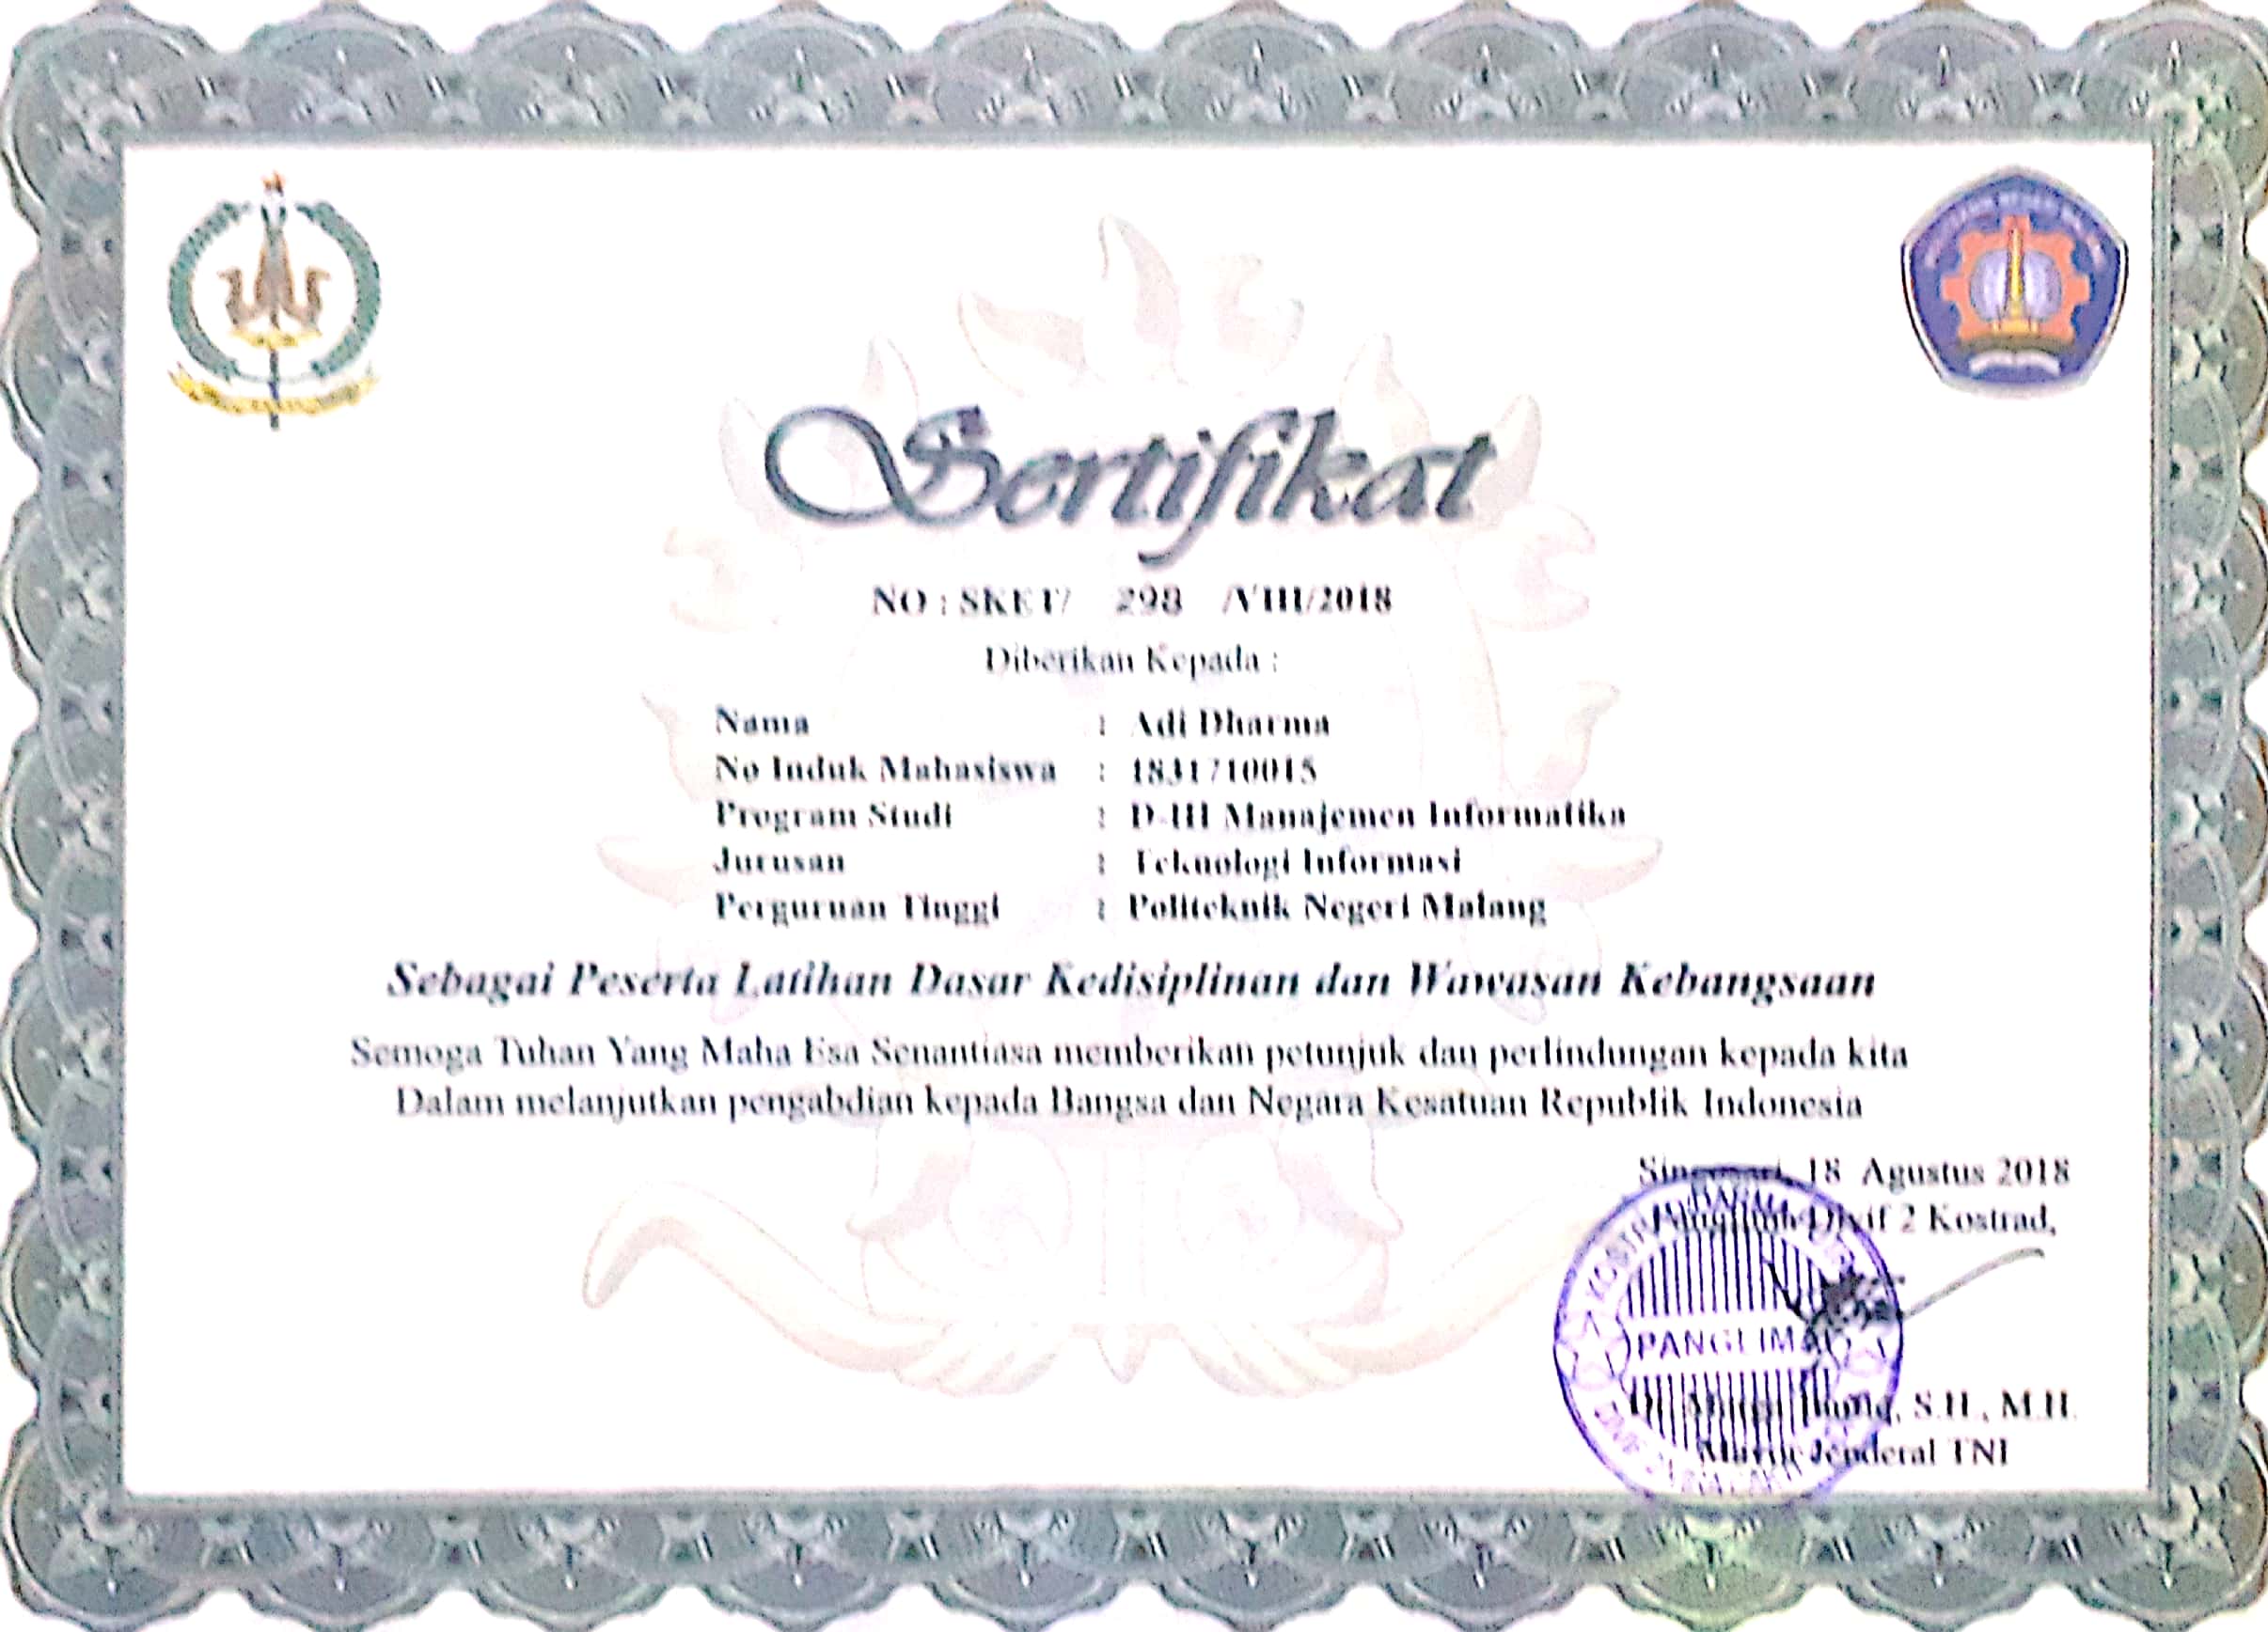 Sertifikat
NO : SKET/ 298 /VIII/2018
Diberikan Kepada :
Nama : Adi Dharma
No Induk Mahasiswa : 1831710015
Program Studi : D-III Manajemen Informatika
Jurusan : Teknologi Informasi
Perguruan Tinggi : Politeknik Negeri Malang
Sebagai Peserta Latihan Dasar Kedisiplinan dan Wawasan Kebangsaan
Semoga Tuhan Yang Maha Esa Senantiasa memberikan petunjuk dan perlindungan kepada kita
Dalam melanjutkan pengabdian kepada Bangsa dan Negara Kesatuan Republik Indonesia
18 Agustus 2018
Divif 2 Kostrad,
PANGLIMA
S.H., M.H.
Mayor Jenderal TNI